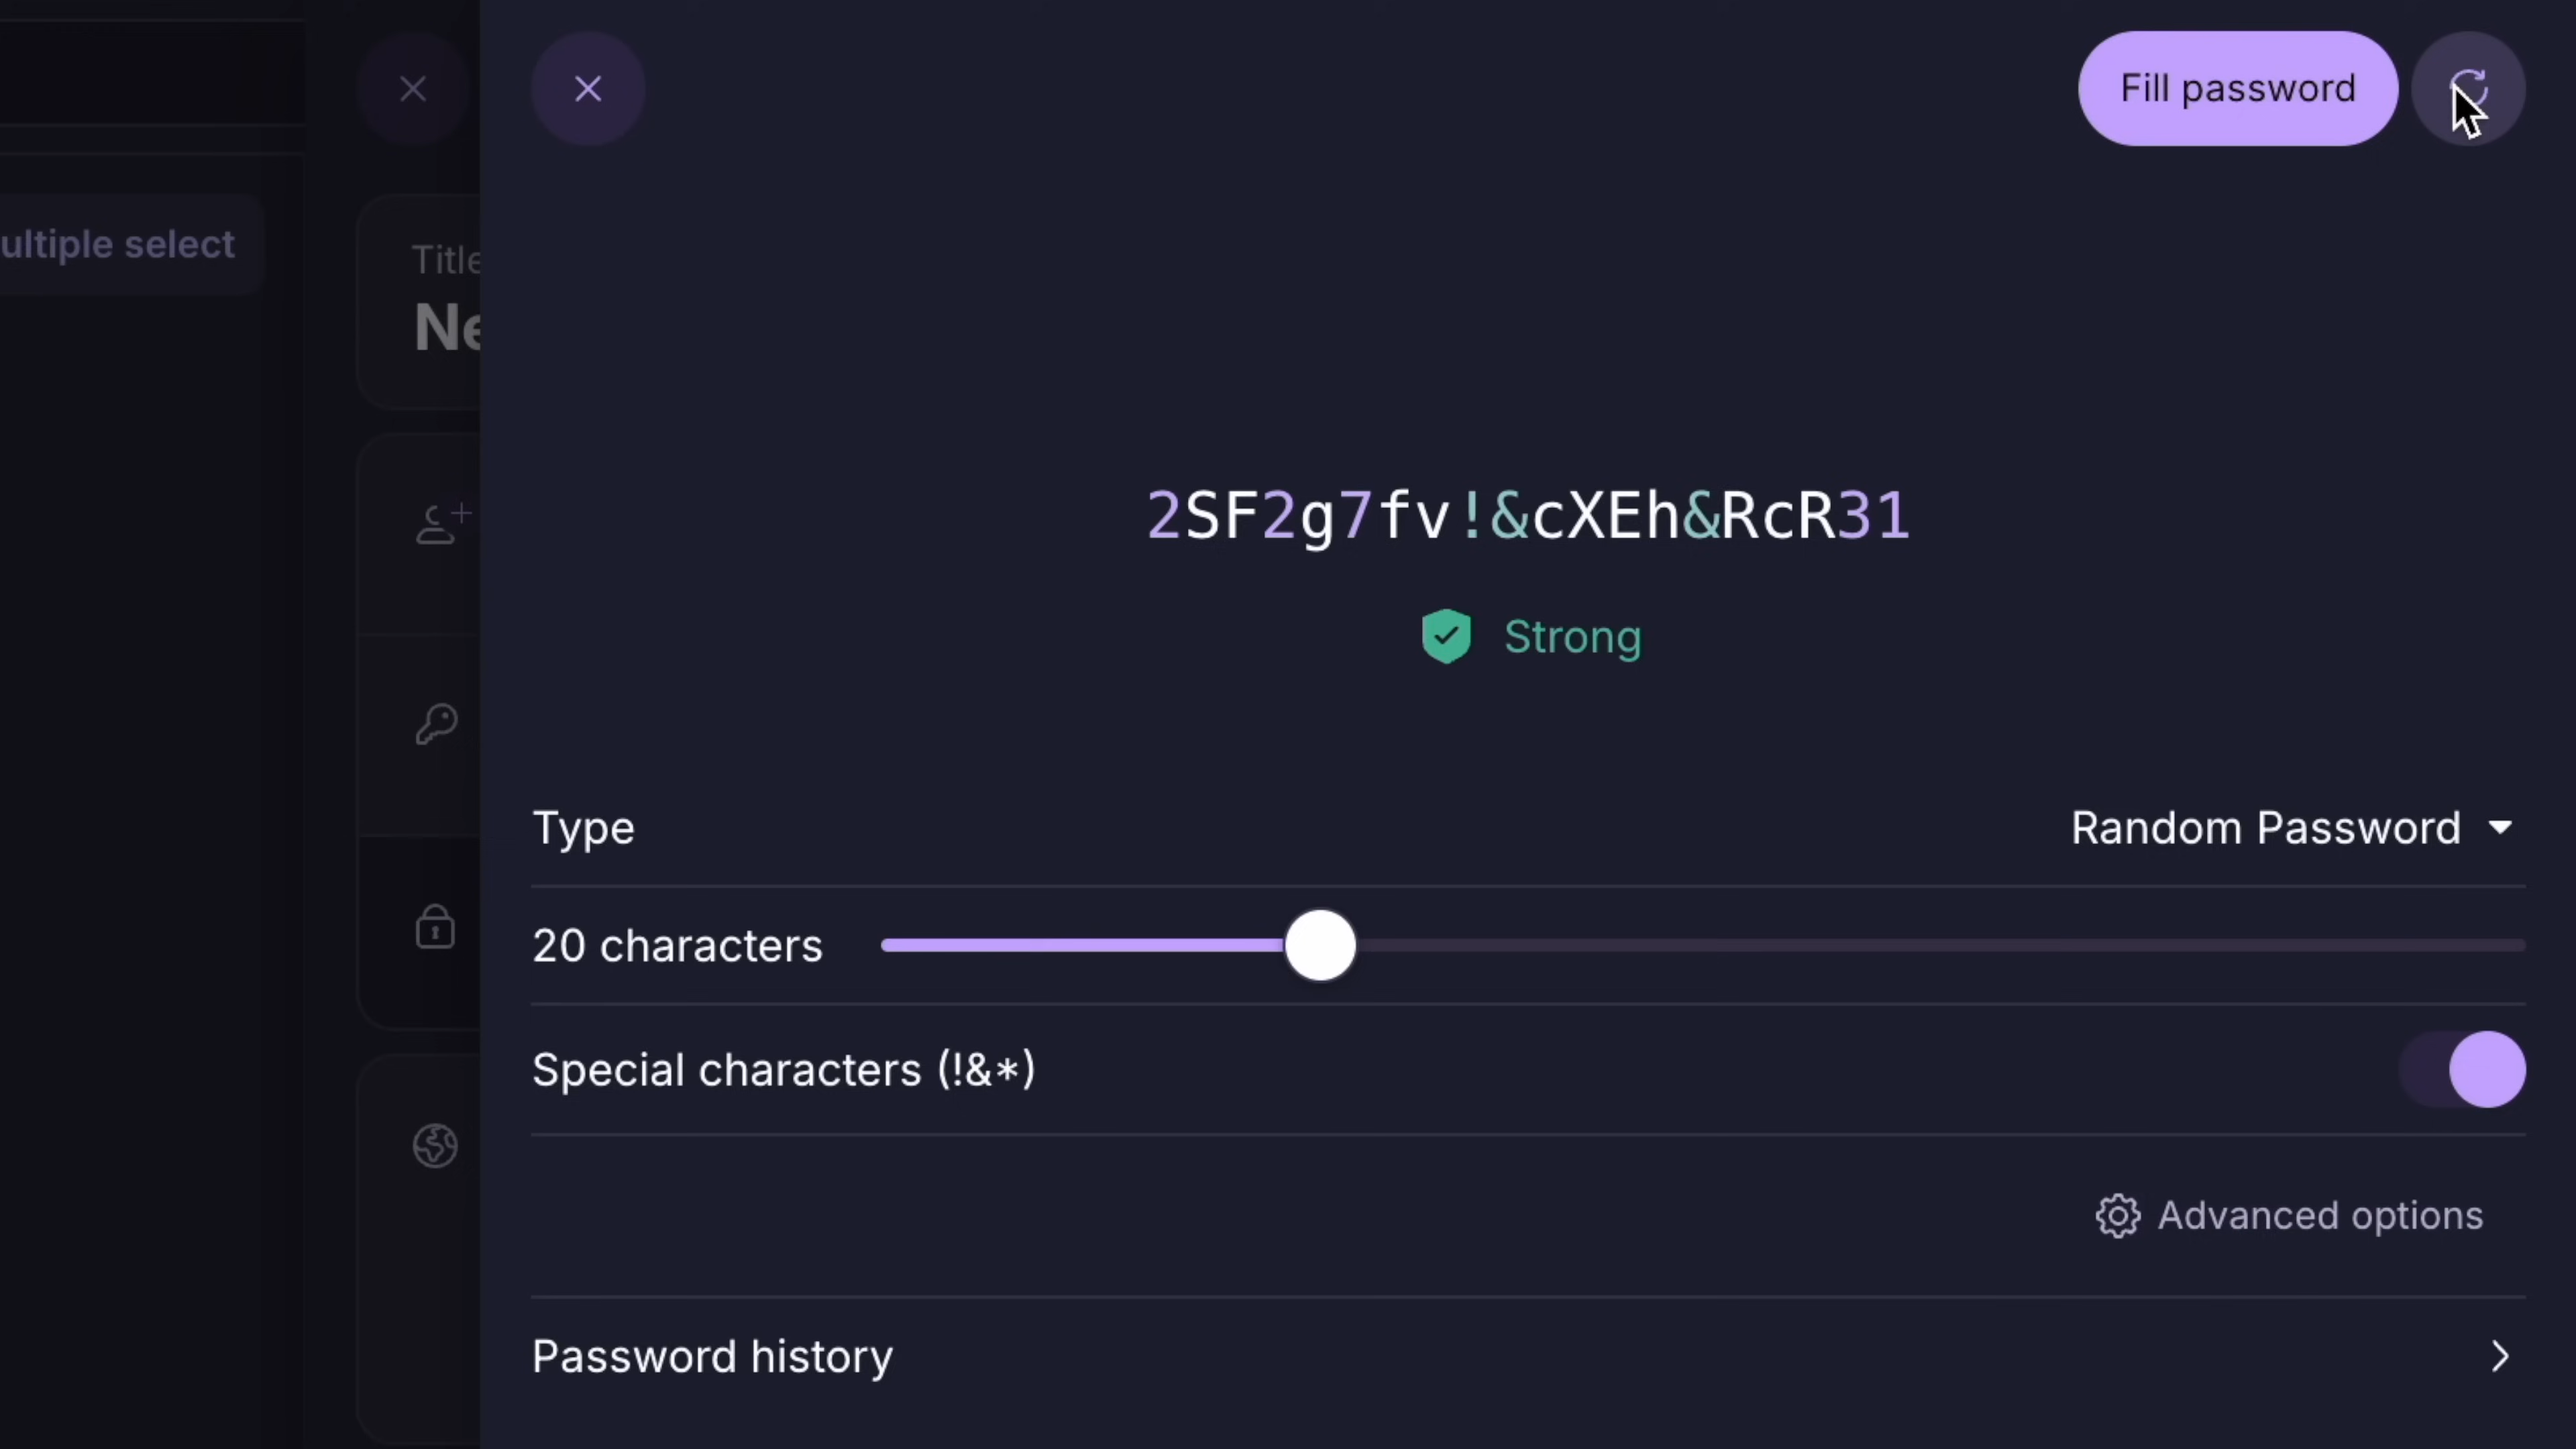 Fill password
ultiple select
Title
Ne
2SF2g7fv!&cXEh&RcR31
Strong
Type
Random Password
20 characters
Special characters (!&*)
Advanced options
Password history